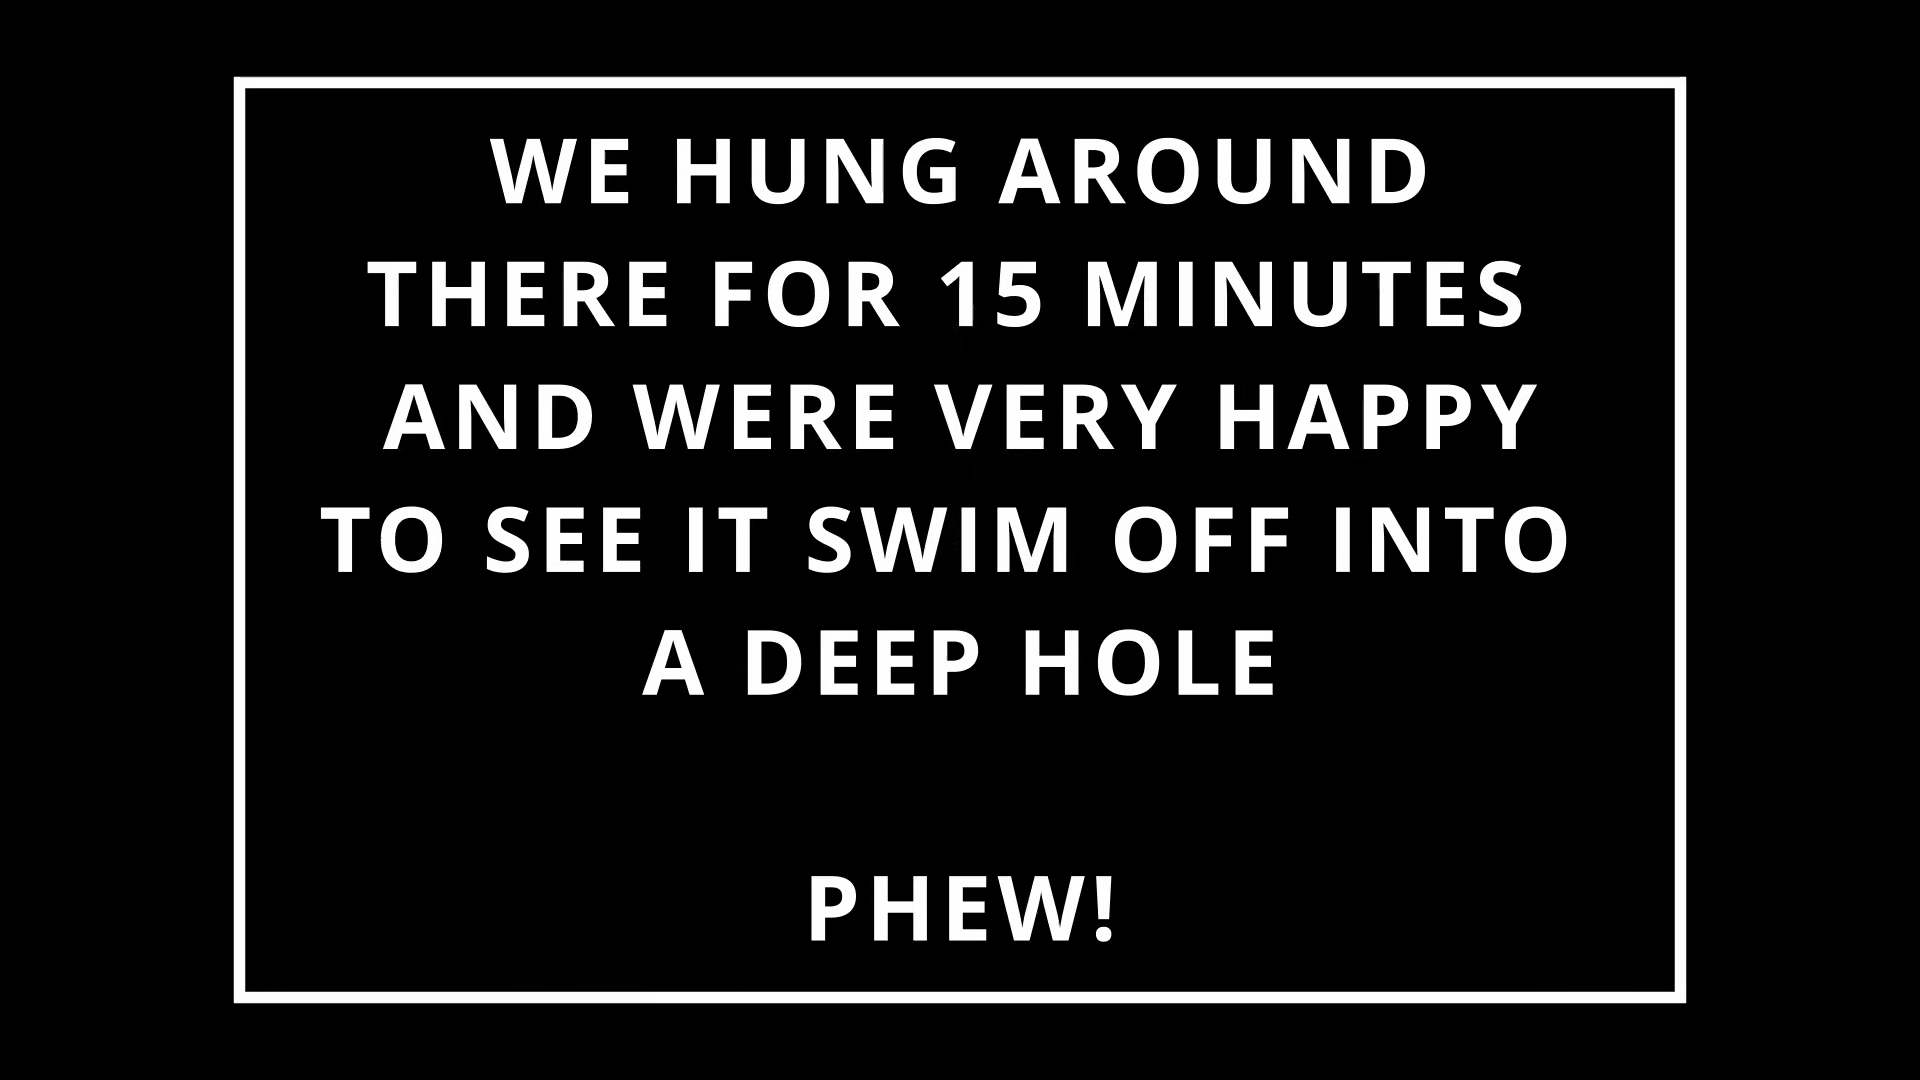 WE HUNG AROUND
THERE FOR 15 MINUTES
AND WERE VERY HAPPY
TO SEE IT SWIM OFF INTO
A DEEP HOLE
PHEW!